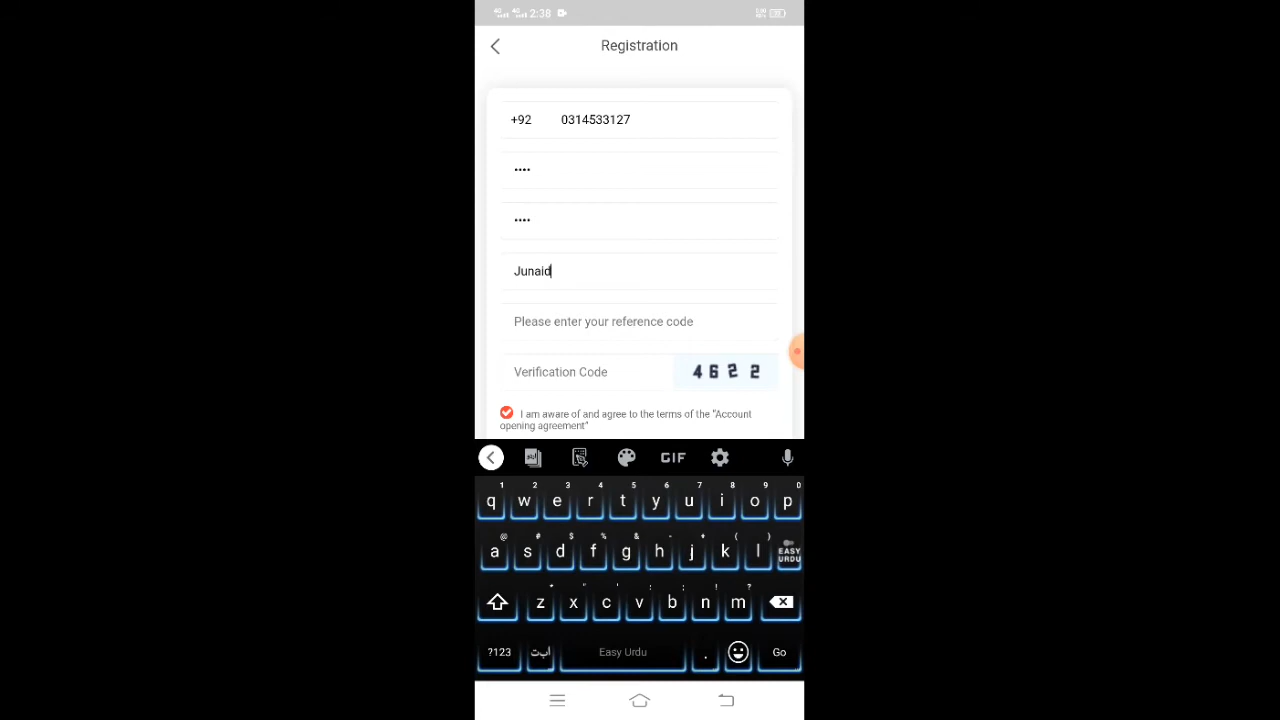 4G 4G 2:38
Registration
+92 0314533127
••••
••••
Junaid
Please enter your reference code
Verification Code 4622
I am aware of and agree to the terms of the “Account
opening agreement”
GIF
1 2 3 4 5 6 7 8 9 0
q w e r t y u i o p
a s d f g h j k l EASY URDU
z x c v b n m
?123 ا ب ت Easy Urdu . Go